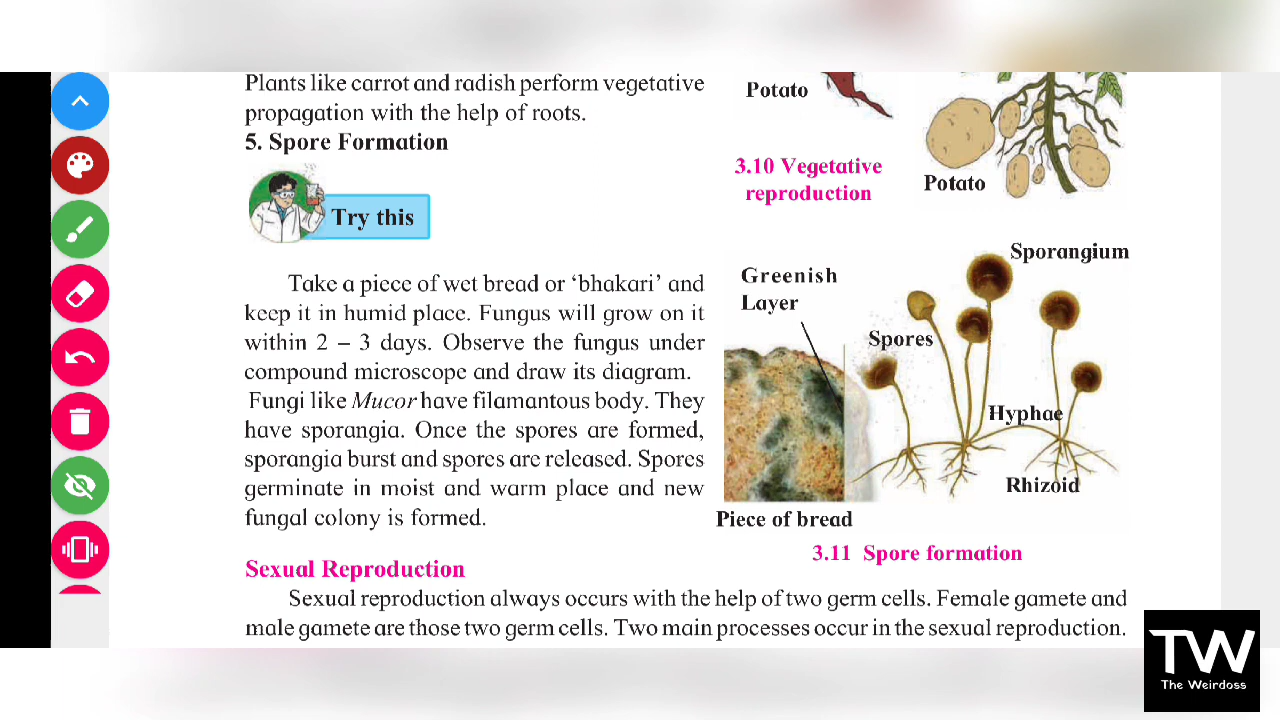 Plants like carrot and radish perform vegetative
propagation with the help of roots.
5. Spore Formation
Try this
Take a piece of wet bread or ‘bhakari’ and
keep it in humid place. Fungus will grow on it
within 2 – 3 days. Observe the fungus under
compound microscope and draw its diagram.
Fungi like Mucor have filamantous body. They
have sporangia. Once the spores are formed,
sporangia burst and spores are released. Spores
germinate in moist and warm place and new
fungal colony is formed.
Potato
3.10 Vegetative
reproduction
Potato
Sporangium
Greenish
Layer
Spores
Hyphae
Rhizoid
Piece of bread
3.11 Spore formation
Sexual Reproduction
Sexual reproduction always occurs with the help of two germ cells. Female gamete and
male gamete are those two germ cells. Two main processes occur in the sexual reproduction.
TW
The Weirdoss